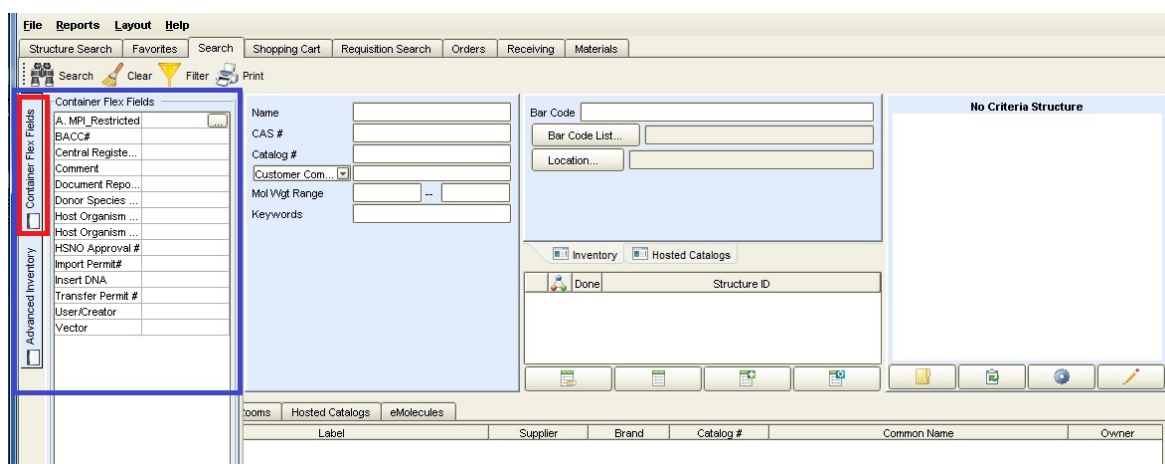 File Reports Layout Help
Structure Search Favorites Search Shopping Cart Requisition Search Orders Receiving Materials
Search Clear Filter Print
Container Flex Fields
Advanced Inventory
Container Flex Fields
A. MPI_Restricted ...
BACC#
Central Registe...
Comment
Document Repo...
Donor Species ...
Host Organism ...
Host Organism ...
HSNO Approval #
Import Permit#
Insert DNA
Transfer Permit #
User/Creator
Vector
Name
CAS #
Catalog #
Customer Com...
Mol Wgt Range --
Keywords
Bar Code
Bar Code List...
Location...
Inventory Hosted Catalogs
Done Structure ID
No Criteria Structure
Hosted Catalogs eMolecules
Label Supplier Brand Catalog # Common Name Owner